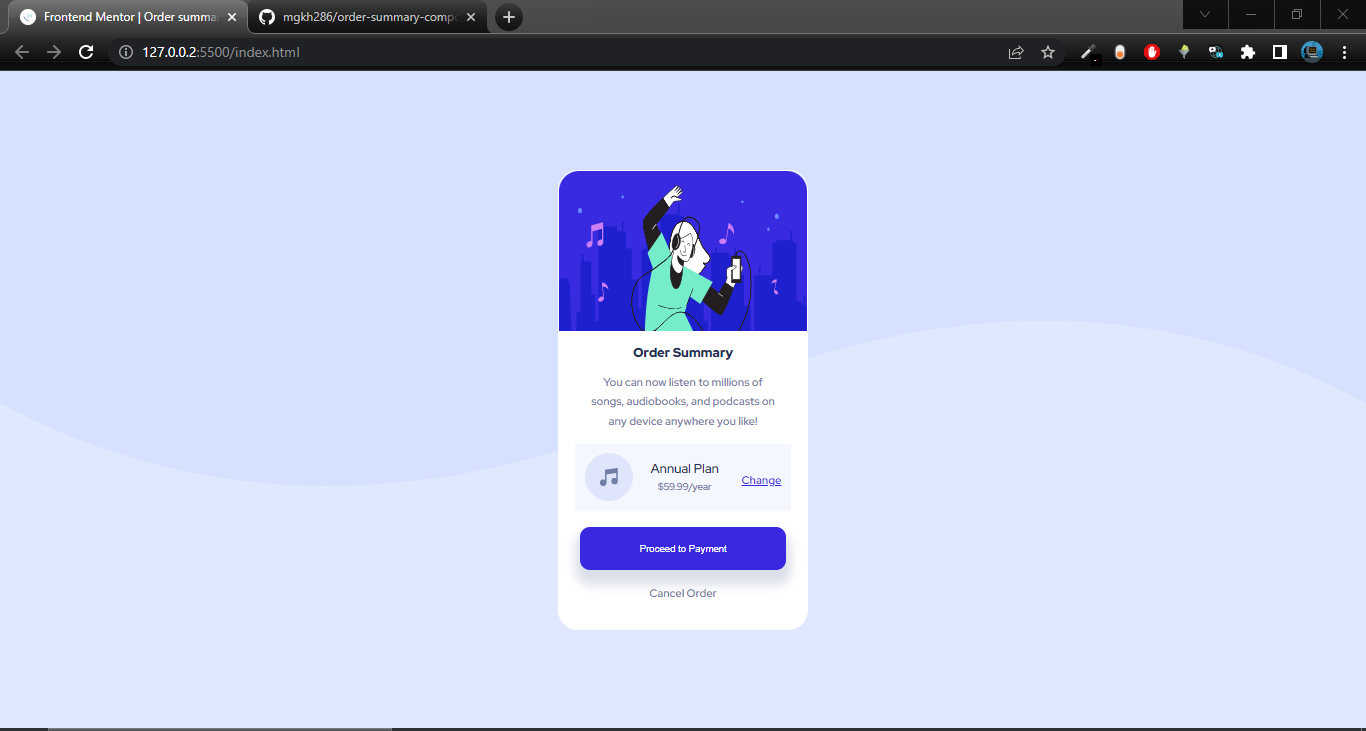 Frontend Mentor | Order summa
mgkh286/order-summary-compo
127.0.0.2:5500/index.html
Order Summary
You can now listen to millions of
songs, audiobooks, and podcasts on
any device anywhere you like!
Annual Plan
$59.99/year
Change
Proceed to Payment
Cancel Order